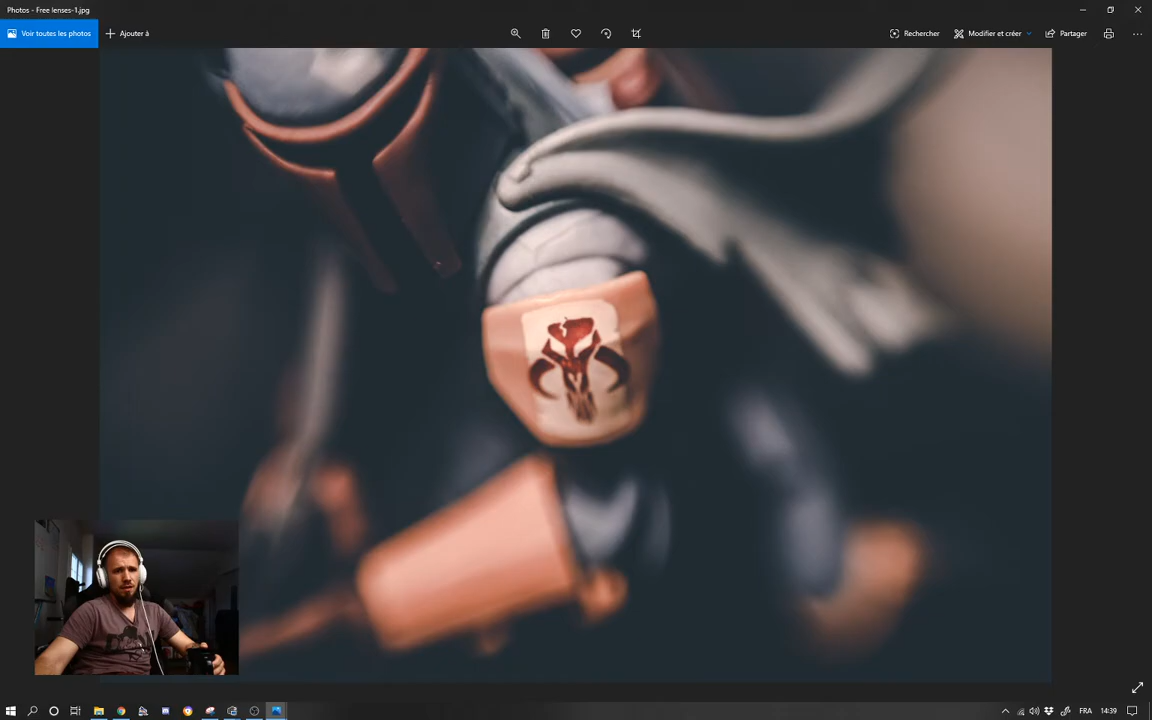 Photos - Free lenses-1.jpg
Voir toutes les photos
Ajouter à
Rechercher
Modifier et créer
Partager
FRA
14:39